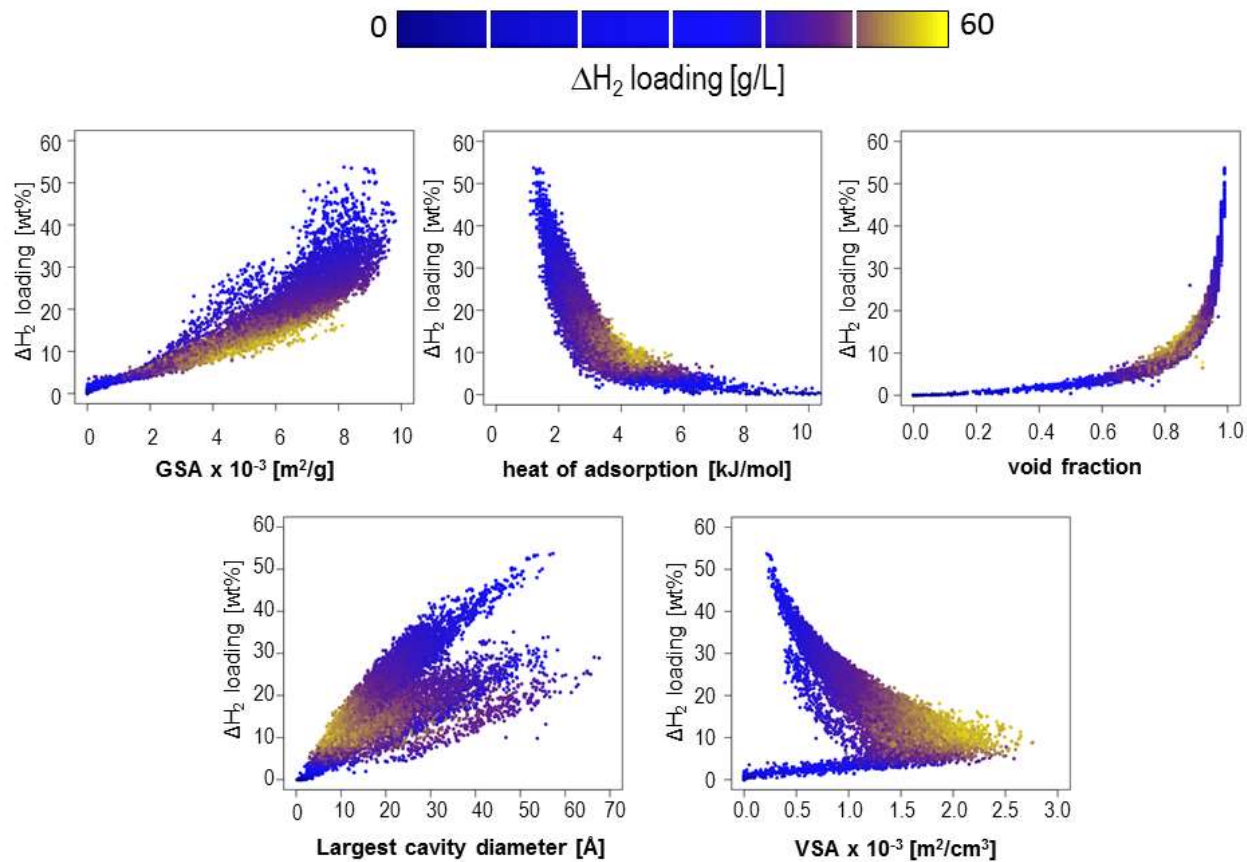 0 60
ΔH₂ loading [g/L]
ΔH₂ loading [wt%]
60
50
40
30
20
10
0
0 2 4 6 8 10
GSA x 10⁻³ [m²/g]
ΔH₂ loading [wt%]
60
50
40
30
20
10
0
0 2 4 6 8 10
heat of adsorption [kJ/mol]
ΔH₂ loading [wt%]
60
50
40
30
20
10
0
0.0 0.2 0.4 0.6 0.8 1.0
void fraction
ΔH₂ loading [wt%]
60
50
40
30
20
10
0
0 10 20 30 40 50 60 70
Largest cavity diameter [Å]
ΔH₂ loading [wt%]
60
50
40
30
20
10
0
0.0 0.5 1.0 1.5 2.0 2.5 3.0
VSA x 10⁻³ [m²/cm³]